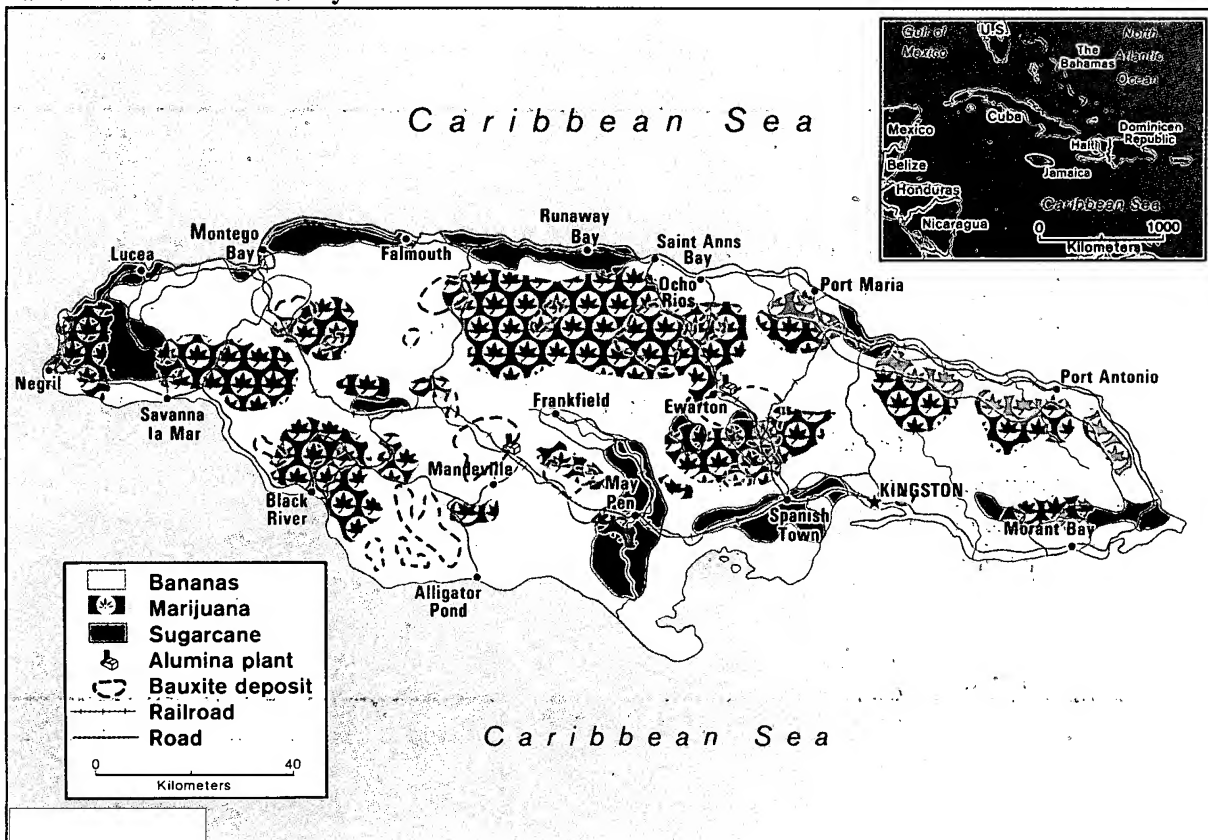 Caribbean Sea
Montego
Bay
Lucea
Falmouth
Runaway
Bay
Saint Anns
Bay
Ocho
Rios
Port Maria
Negril
Savanna
la Mar
Frankfield
Ewarton
Port Antonio
Mandeville
May
Pen
KINGSTON
Black
River
Spanish
Town
Morant Bay
Alligator
Pond
Caribbean Sea
Bananas
Marijuana
Sugarcane
Alumina plant
Bauxite deposit
Railroad
Road
0 40
Kilometers
Gulf of
Mexico
U.S.
North
Atlantic
Ocean
The
Bahamas
Cuba
Mexico
Belize
Haiti
Dominican
Republic
Jamaica
Honduras
Nicaragua
Caribbean Sea
0 1000
Kilometers